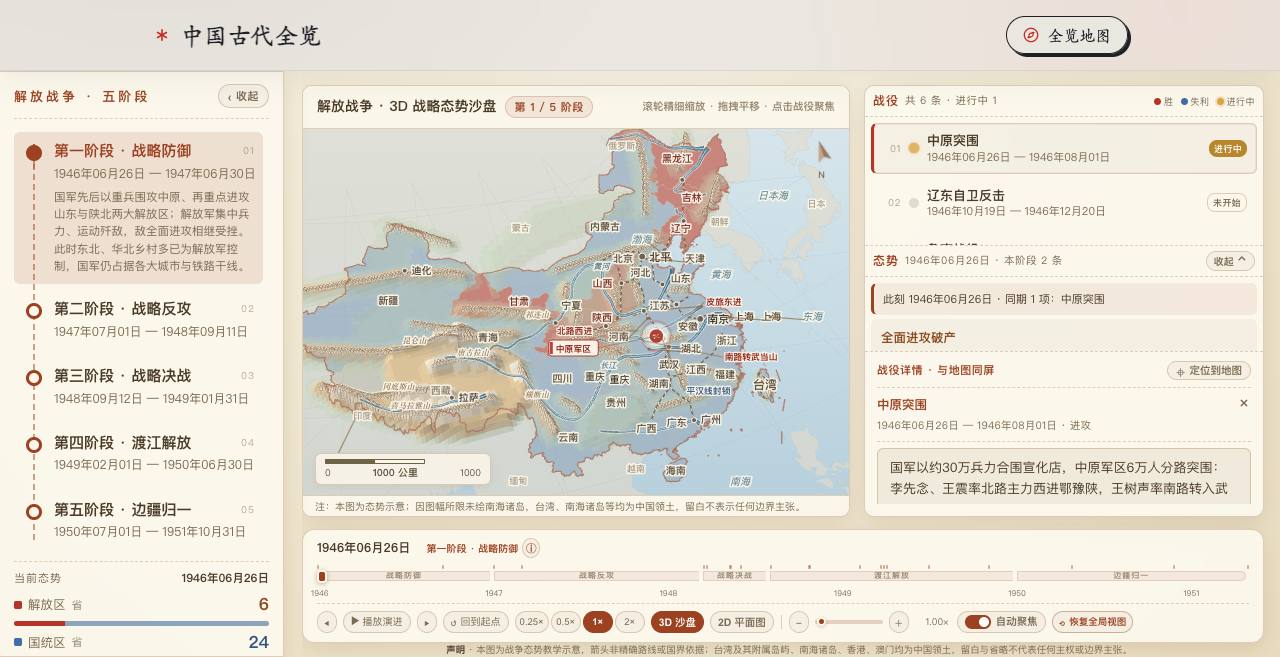 * 中国古代全览
全览地图
解放战争 · 五阶段
‹ 收起
第一阶段 · 战略防御 01
1946年06月26日 — 1947年06月30日
国军先后以重兵围攻中原、再重点进攻
山东与陕北两大解放区；解放军集中兵
力、运动歼敌，敌全面进攻相继受挫。
此时东北、华北乡村多已为解放军控
制，国军仍占据各大城市与铁路干线。
第二阶段 · 战略反攻 02
1947年07月01日 — 1948年09月11日
第三阶段 · 战略决战 03
1948年09月12日 — 1949年01月31日
第四阶段 · 渡江解放 04
1949年02月01日 — 1950年06月30日
第五阶段 · 边疆归一 05
1950年07月01日 — 1951年10月31日
当前态势 1946年06月26日
解放区 省 6
国统区 省 24
解放战争 · 3D 战略态势沙盘 第 1 / 5 阶段 滚轮精细缩放 · 拖拽平移 · 点击战役聚焦
俄罗斯
黑龙江
N
吉林
日本海
日本
蒙古
内蒙古
辽宁
朝鲜
渤海
北京
北平
天津
黄河
迪化
河北
黄海
山西
山东
新疆
甘肃
宁夏
江苏
皮旅东进
祁连山
陕西
南京
上海
上海
东海
北路西进
安徽
昆仑山
青海
河南
浙江
唐古拉山
中原军区
湖北
南路转武当山
长江
武汉
江西
冈底斯山
四川
重庆
重庆
湖南
福建
台湾
西藏
拉萨
横断山
平汉线封锁
喜马拉雅山
贵州
印度
广西
广东
广州
云南
越南
海南
缅甸
南海
0 1000 公里 1000
注：本图为态势示意；因图幅所限未绘南海诸岛，台湾、南海诸岛等均为中国领土，留白不表示任何边界主张。
战役 共 6 条 · 进行中 1
胜 失利 进行中
01 中原突围
1946年06月26日 — 1946年08月01日
进行中
02 辽东自卫反击
1946年10月19日 — 1946年12月20日
未开始
态势 1946年06月26日 · 本阶段 2 条
收起 ^
此刻 1946年06月26日 · 同期 1 项：中原突围
全面进攻破产
战役详情 · 与地图同屏
定位到地图
中原突围 ×
1946年06月26日 — 1946年08月01日 · 进攻
国军以约30万兵力合围宣化店，中原军区6万人分路突围：
李先念、王震率北路主力西进鄂豫陕，王树声率南路转入武
1946年06月26日 第一阶段 · 战略防御 ⓘ
战略防御 战略反攻 战略决战 渡江解放 边疆归一
1946 1947 1948 1949 1950 1951
◂ ▶ 播放演进 ▸ ↺ 回到起点 0.25× 0.5× 1× 2× 3D 沙盘 2D 平面图 − + 1.00× 自动聚焦 恢复全局视图
声明 · 本图为战争态势教学示意，箭头非精确路线或国界依据；台湾及其附属岛屿、南海诸岛、香港、澳门均为中国领土，留白与省略不代表任何主权或边界主张。